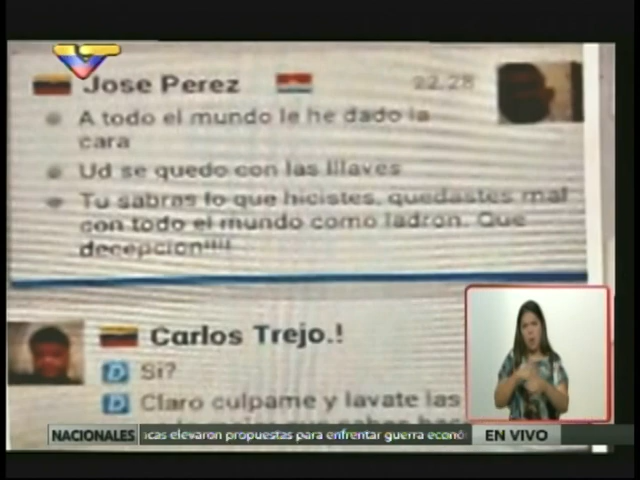 Jose Perez
22.28
A todo el mundo le he dado la
cara
Ud se quedo con las lllaves
Tu sabras lo que hicistes, quedastes mal
con todo el mundo como ladron. Que
decepcion!!!!
Carlos Trejo.!
Si?
Claro culpame y lavate las
NACIONALES
icas elevaron propuestas para enfrentar guerra econó
EN VIVO